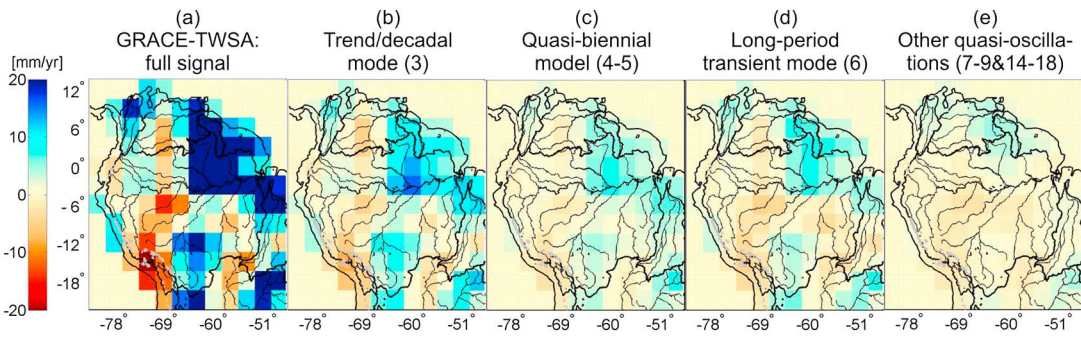 (a)
GRACE-TWSA:
full signal
(b)
Trend/decadal
mode (3)
(c)
Quasi-biennial
model (4-5)
(d)
Long-period
transient mode (6)
(e)
Other quasi-oscilla-
tions (7-9&14-18)
[mm/yr]
20
10
0
-10
-20
12°
6°
0°
-6°
-12°
-18°
-78° -69° -60° -51°
-78° -69° -60° -51°
-78° -69° -60° -51°
-78° -69° -60° -51°
-78° -69° -60° -51°